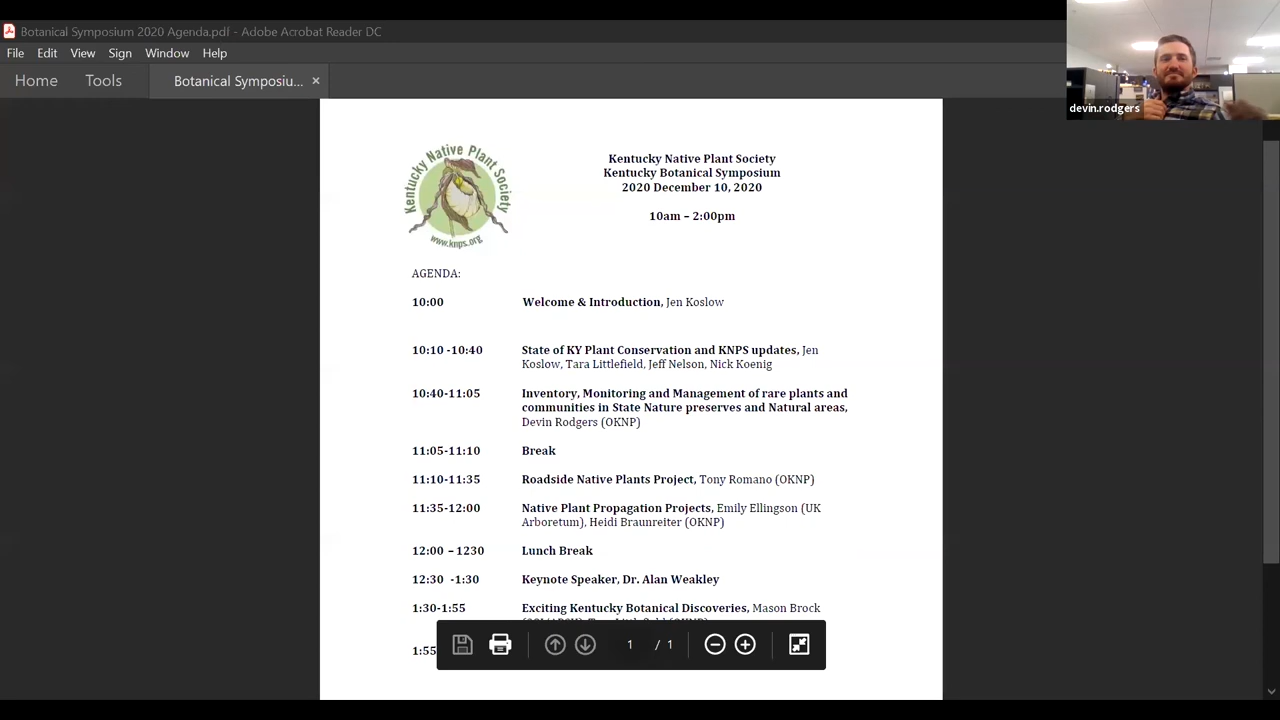 Botanical Symposium 2020 Agenda.pdf - Adobe Acrobat Reader DC
File Edit View Sign Window Help
Home Tools Botanical Symposiu... ×
devin.rodgers
Kentucky Native Plant Society
www.knps.org
Kentucky Native Plant Society
Kentucky Botanical Symposium
2020 December 10, 2020
10am – 2:00pm
AGENDA:
10:00 Welcome & Introduction, Jen Koslow
10:10 -10:40 State of KY Plant Conservation and KNPS updates, Jen
Koslow, Tara Littlefield, Jeff Nelson, Nick Koenig
10:40-11:05 Inventory, Monitoring and Management of rare plants and
communities in State Nature preserves and Natural areas,
Devin Rodgers (OKNP)
11:05-11:10 Break
11:10-11:35 Roadside Native Plants Project, Tony Romano (OKNP)
11:35-12:00 Native Plant Propagation Projects, Emily Ellingson (UK
Arboretum), Heidi Braunreiter (OKNP)
12:00 – 1230 Lunch Break
12:30 -1:30 Keynote Speaker, Dr. Alan Weakley
1:30-1:55 Exciting Kentucky Botanical Discoveries, Mason Brock
1:55
1 / 1